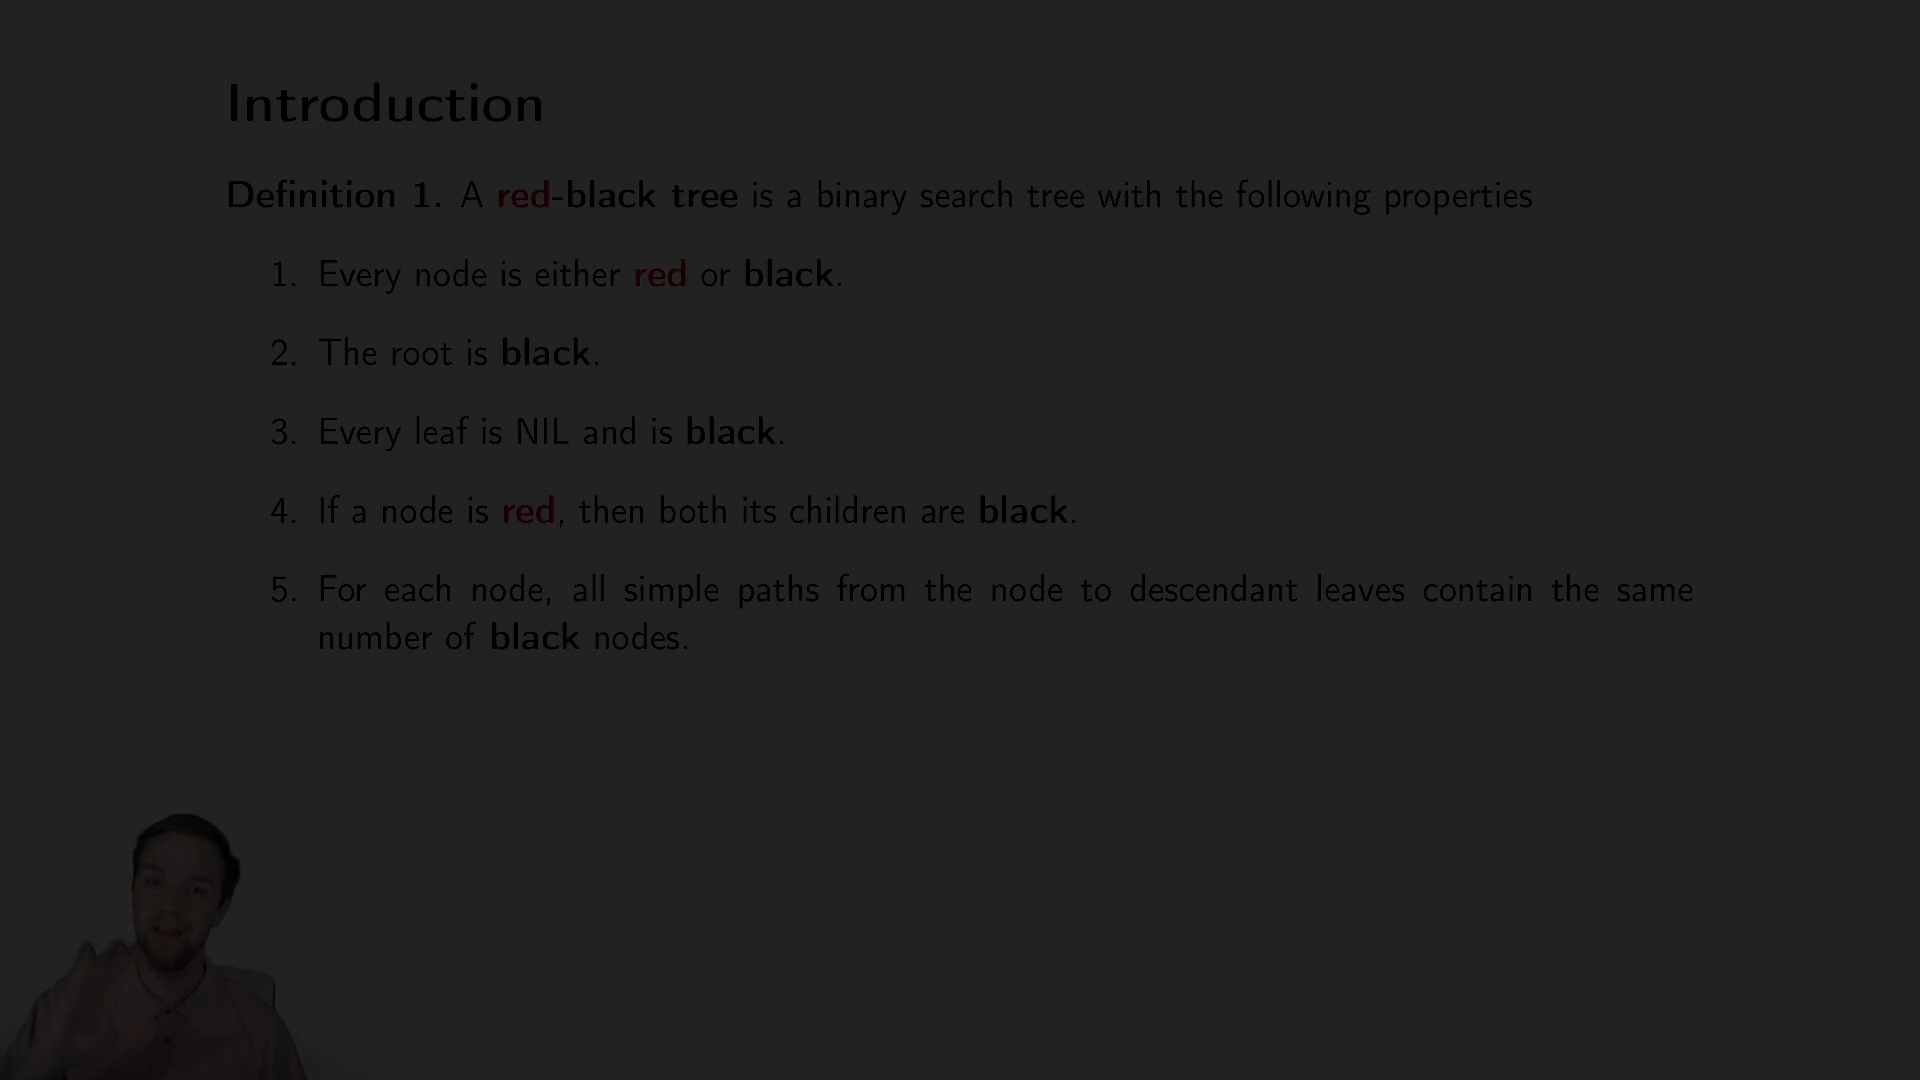 Introduction
Definition 1. A red-black tree is a binary search tree with the following properties
1. Every node is either red or black.
2. The root is black.
3. Every leaf is NIL and is black.
4. If a node is red, then both its children are black.
5. For each node, all simple paths from the node to descendant leaves contain the same
number of black nodes.